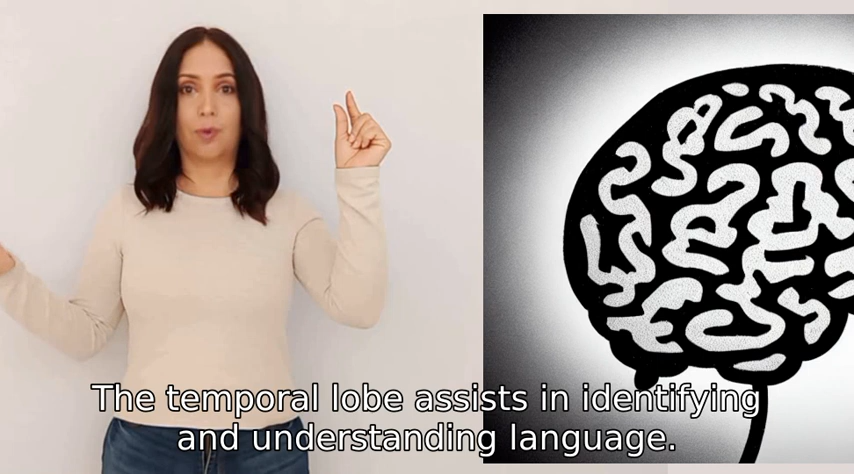 The temporal lobe assists in identifying
and understanding language.